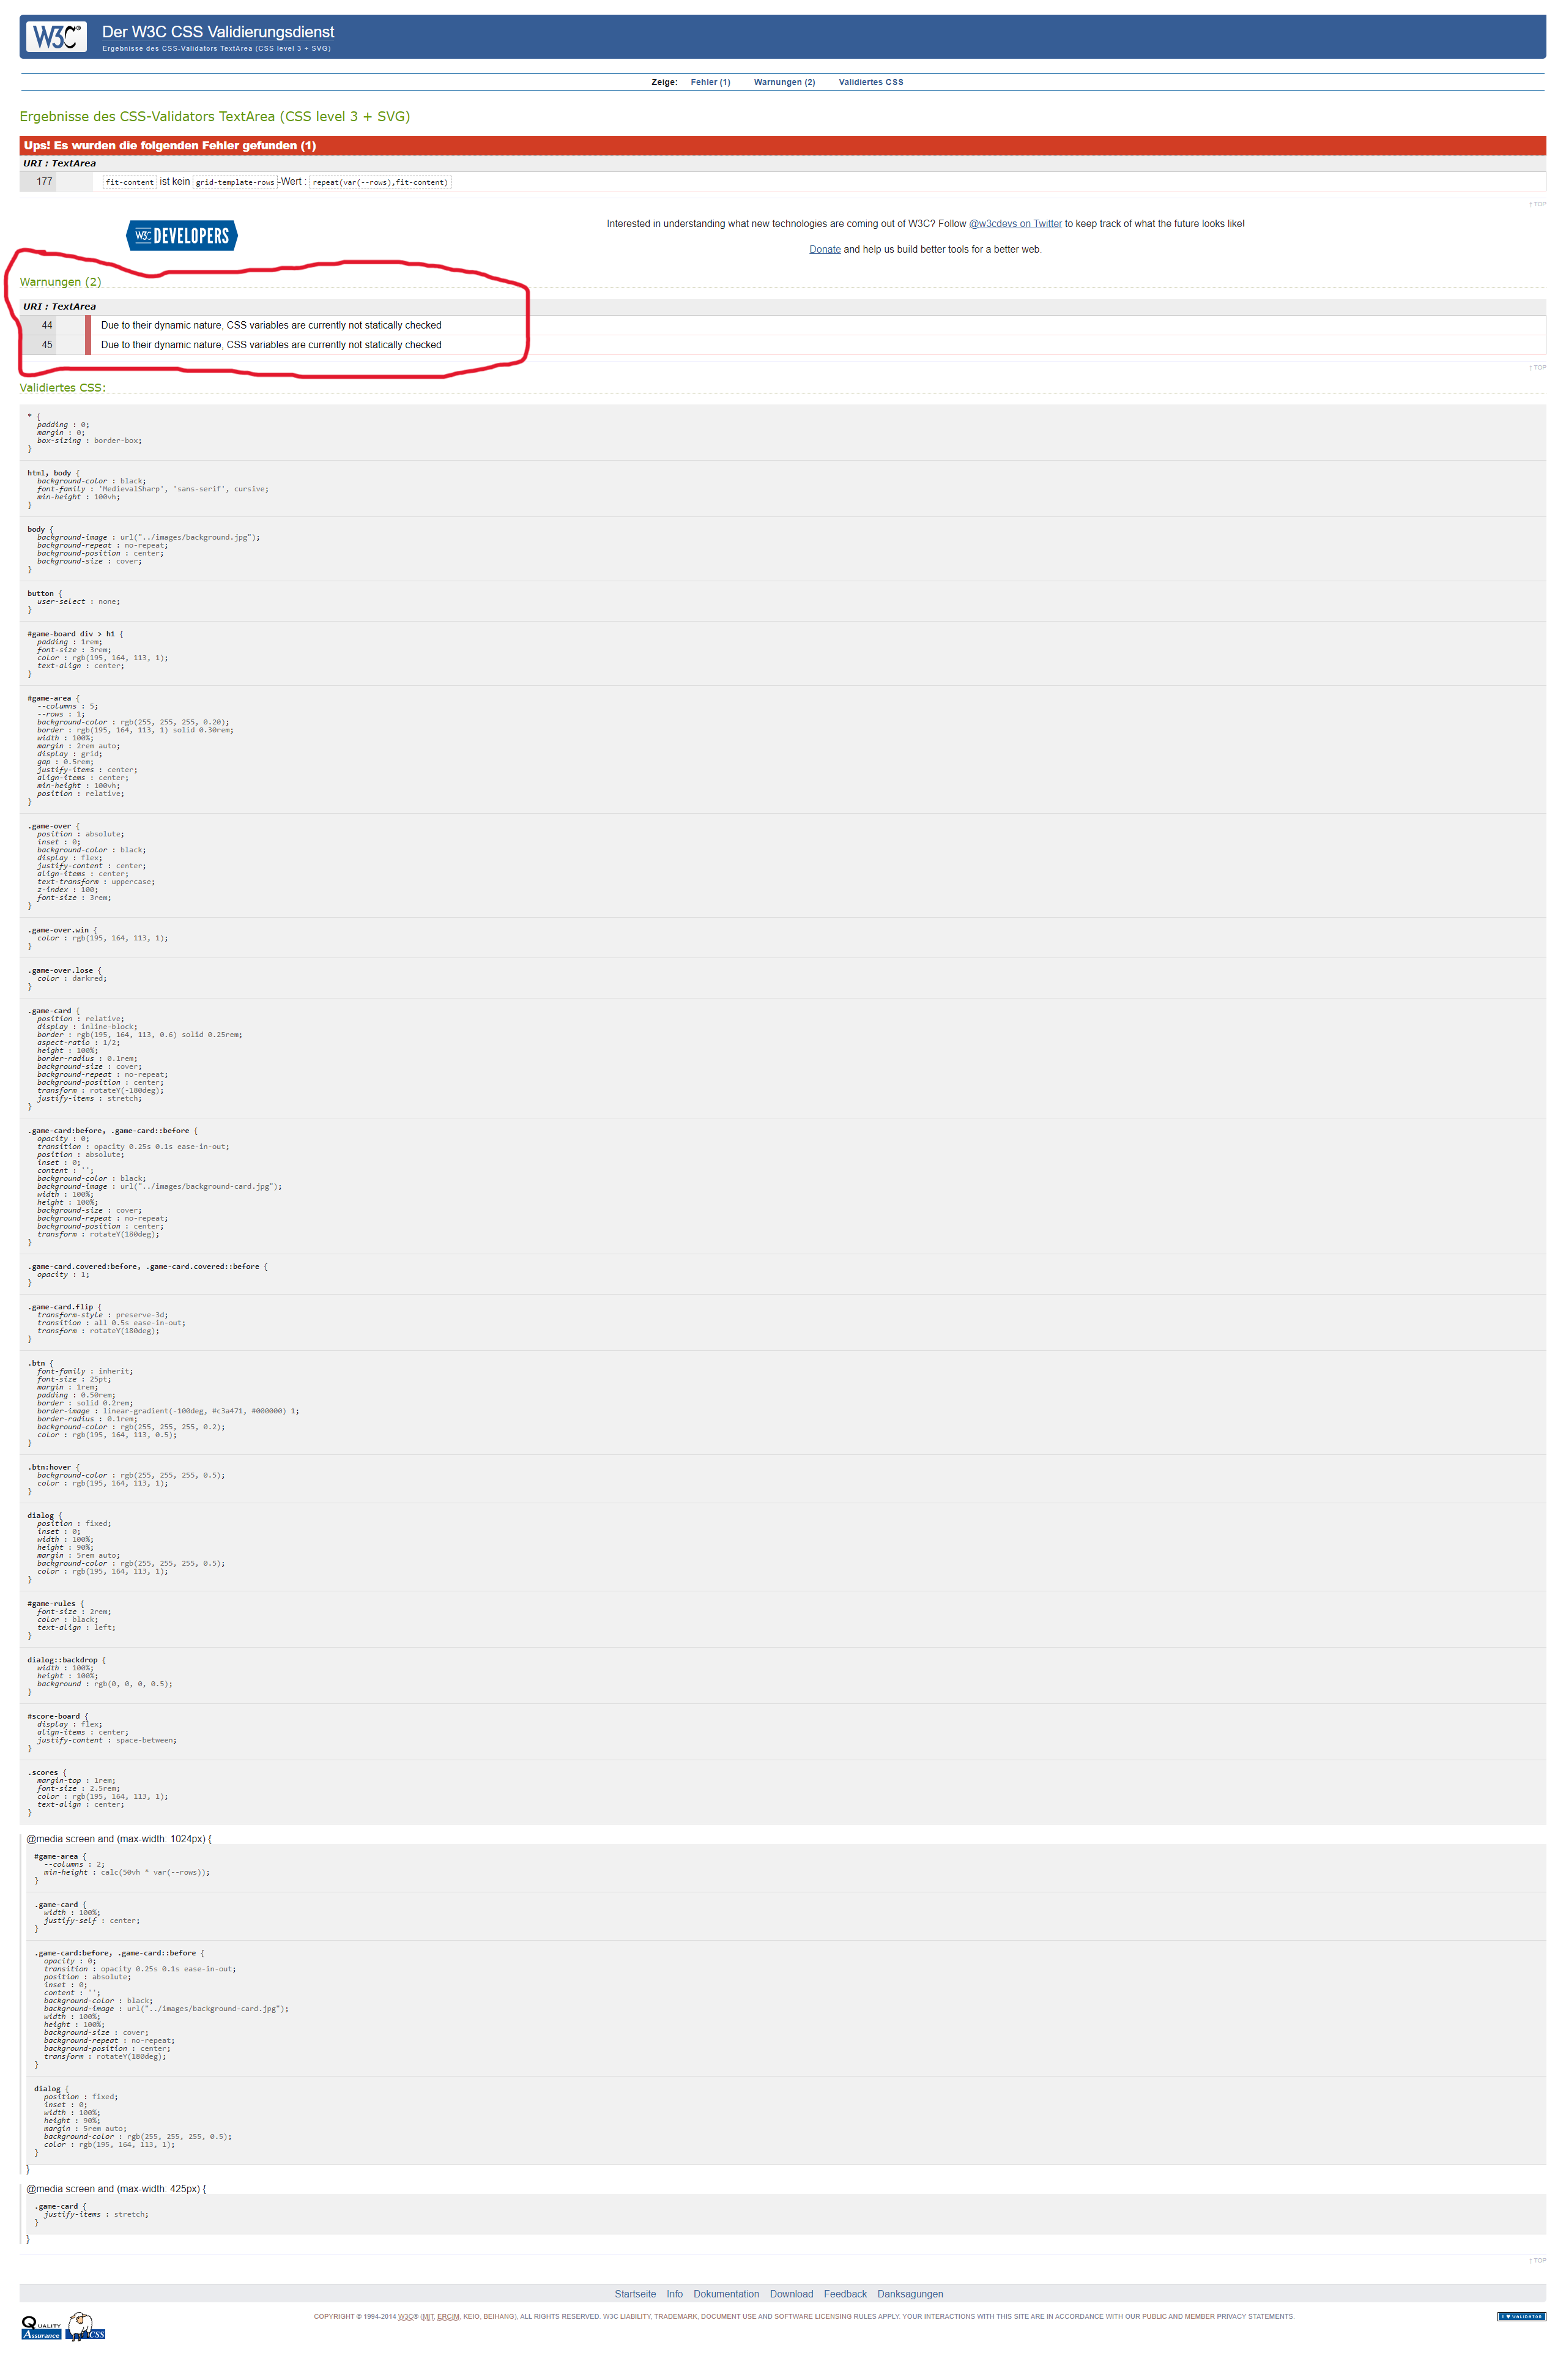 W3C®
Der W3C CSS Validierungsdienst
Ergebnisse des CSS-Validators TextArea (CSS level 3 + SVG)
Zeige: Fehler (1) Warnungen (2) Validiertes CSS
Ergebnisse des CSS-Validators TextArea (CSS level 3 + SVG)
Ups! Es wurden die folgenden Fehler gefunden (1)
URI : TextArea
177 fit-content ist kein grid-template-rows-Wert : repeat(var(--rows),fit-content)
↑ TOP
W3C DEVELOPERS
Interested in understanding what new technologies are coming out of W3C? Follow @w3cdevs on Twitter to keep track of what the future looks like!
Donate and help us build better tools for a better web.
Warnungen (2)
URI : TextArea
44 Due to their dynamic nature, CSS variables are currently not statically checked
45 Due to their dynamic nature, CSS variables are currently not statically checked
↑ TOP
Validiertes CSS:
* {
padding : 0;
margin : 0;
box-sizing : border-box;
}
html, body {
background-color : black;
font-family : 'MedievalSharp', 'sans-serif', cursive;
min-height : 100vh;
}
body {
background-image : url("../images/background.jpg");
background-repeat : no-repeat;
background-position : center;
background-size : cover;
}
button {
user-select : none;
}
#game-board div > h1 {
padding : 1rem;
font-size : 3rem;
color : rgb(195, 164, 113, 1);
text-align : center;
}
#game-area {
--columns : 5;
--rows : 1;
background-color : rgb(255, 255, 255, 0.20);
border : rgb(195, 164, 113, 1) solid 0.30rem;
width : 100%;
margin : 2rem auto;
display : grid;
gap : 0.5rem;
justify-items : center;
align-items : center;
min-height : 100vh;
position : relative;
}
.game-over {
position : absolute;
inset : 0;
background-color : black;
display : flex;
justify-content : center;
align-items : center;
text-transform : uppercase;
z-index : 100;
font-size : 3rem;
}
.game-over.win {
color : rgb(195, 164, 113, 1);
}
.game-over.lose {
color : darkred;
}
.game-card {
position : relative;
display : inline-block;
border : rgb(195, 164, 113, 0.6) solid 0.25rem;
aspect-ratio : 1/2;
height : 100%;
border-radius : 0.1rem;
background-size : cover;
background-repeat : no-repeat;
background-position : center;
transform : rotateY(-180deg);
justify-items : stretch;
}
.game-card:before, .game-card::before {
opacity : 0;
transition : opacity 0.25s 0.1s ease-in-out;
position : absolute;
inset : 0;
content : '';
background-color : black;
background-image : url("../images/background-card.jpg");
width : 100%;
height : 100%;
background-size : cover;
background-repeat : no-repeat;
background-position : center;
transform : rotateY(180deg);
}
.game-card.covered:before, .game-card.covered::before {
opacity : 1;
}
.game-card.flip {
transform-style : preserve-3d;
transition : all 0.5s ease-in-out;
transform : rotateY(180deg);
}
.btn {
font-family : inherit;
font-size : 25pt;
margin : 1rem;
padding : 0.50rem;
border : solid 0.2rem;
border-image : linear-gradient(-100deg, #c3a471, #000000) 1;
border-radius : 0.1rem;
background-color : rgb(255, 255, 255, 0.2);
color : rgb(195, 164, 113, 0.5);
}
.btn:hover {
background-color : rgb(255, 255, 255, 0.5);
color : rgb(195, 164, 113, 1);
}
dialog {
position : fixed;
inset : 0;
width : 100%;
height : 90%;
margin : 5rem auto;
background-color : rgb(255, 255, 255, 0.5);
color : rgb(195, 164, 113, 1);
}
#game-rules {
font-size : 2rem;
color : black;
text-align : left;
}
dialog::backdrop {
width : 100%;
height : 100%;
background : rgb(0, 0, 0, 0.5);
}
#score-board {
display : flex;
align-items : center;
justify-content : space-between;
}
.scores {
margin-top : 1rem;
font-size : 2.5rem;
color : rgb(195, 164, 113, 1);
text-align : center;
}
@media screen and (max-width: 1024px) {
#game-area {
--columns : 2;
min-height : calc(50vh * var(--rows));
}
.game-card {
width : 100%;
justify-self : center;
}
.game-card:before, .game-card::before {
opacity : 0;
transition : opacity 0.25s 0.1s ease-in-out;
position : absolute;
inset : 0;
content : '';
background-color : black;
background-image : url("../images/background-card.jpg");
width : 100%;
height : 100%;
background-size : cover;
background-repeat : no-repeat;
background-position : center;
transform : rotateY(180deg);
}
dialog {
position : fixed;
inset : 0;
width : 100%;
height : 90%;
margin : 5rem auto;
background-color : rgb(255, 255, 255, 0.5);
color : rgb(195, 164, 113, 1);
}
}
@media screen and (max-width: 425px) {
.game-card {
justify-items : stretch;
}
}
↑ TOP
Startseite Info Dokumentation Download Feedback Danksagungen
QUALITY Assurance CSS
COPYRIGHT © 1994-2014 W3C® (MIT, ERCIM, KEIO, BEIHANG), ALL RIGHTS RESERVED. W3C LIABILITY, TRADEMARK, DOCUMENT USE AND SOFTWARE LICENSING RULES APPLY. YOUR INTERACTIONS WITH THIS SITE ARE IN ACCORDANCE WITH OUR PUBLIC AND MEMBER PRIVACY STATEMENTS.
I ♥ VALIDATOR